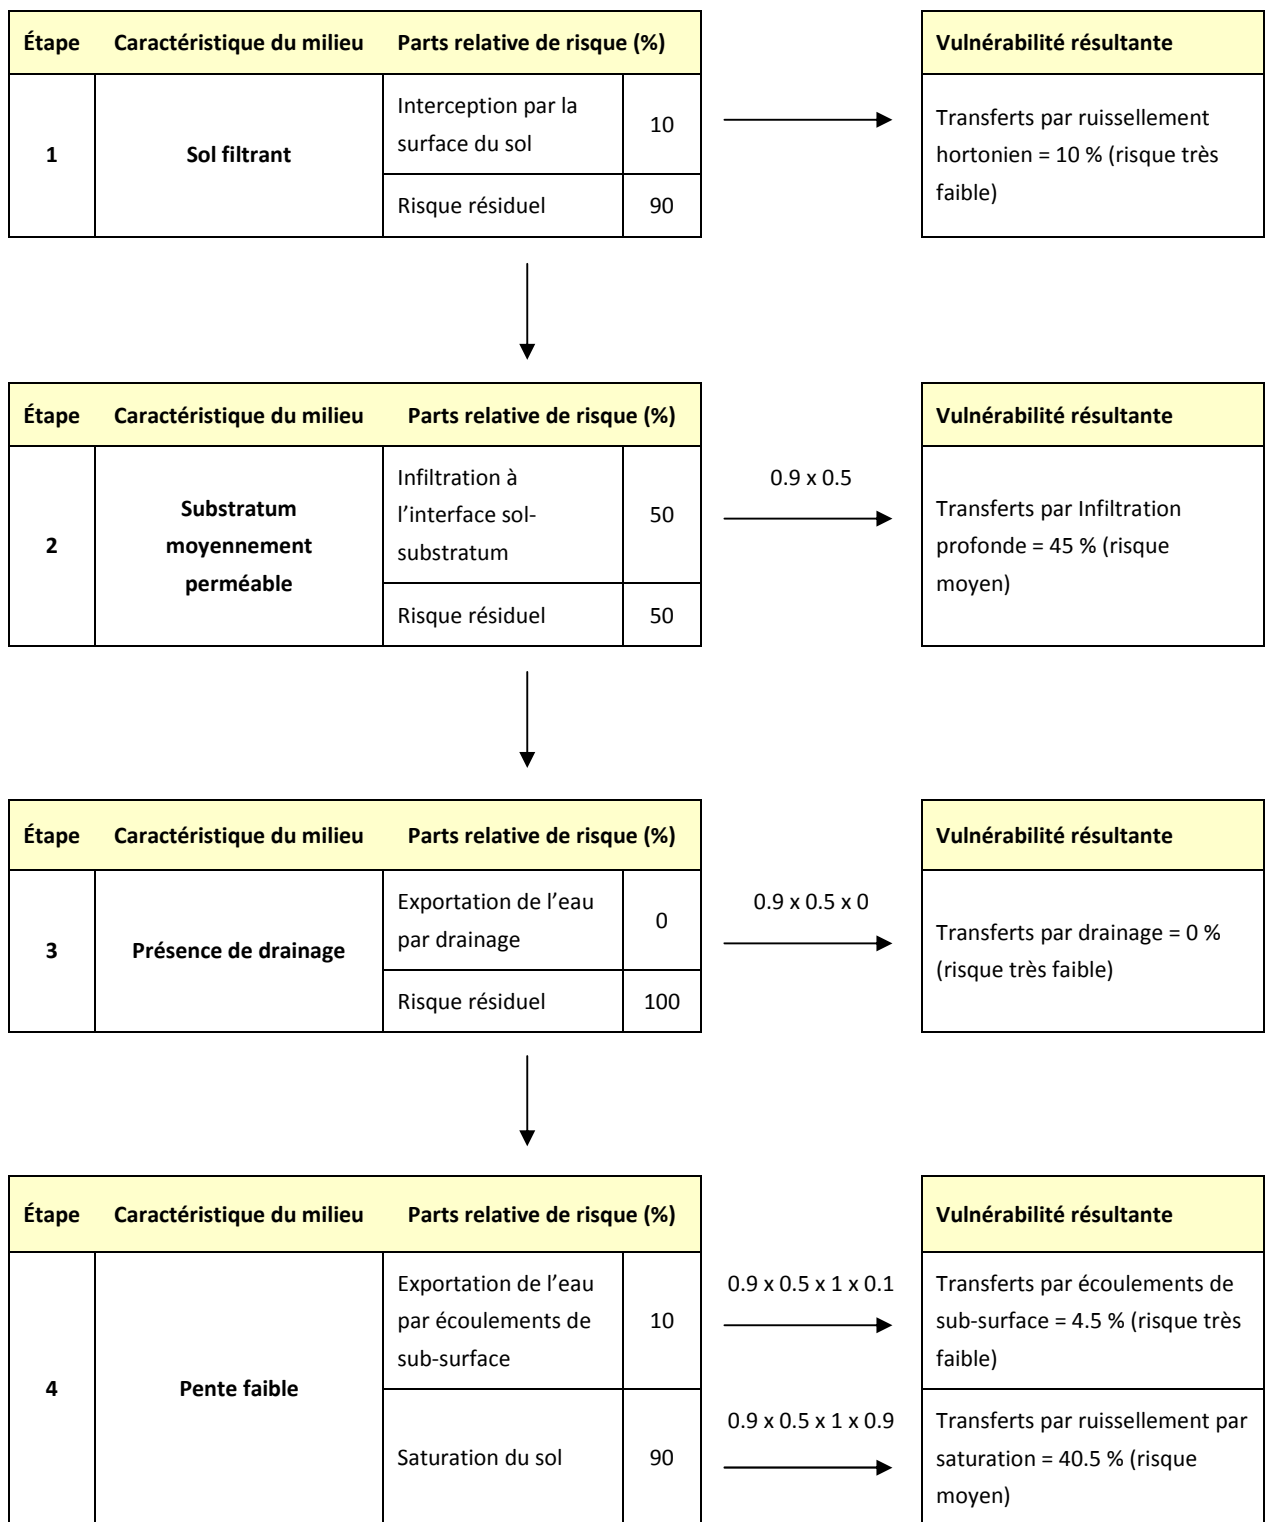 Étape Caractéristique du milieu Parts relative de risque (%)
Vulnérabilité résultante
1
Sol filtrant
Interception par la
surface du sol
10
Risque résiduel
90
Transferts par ruissellement
hortonien = 10 % (risque très
faible)
Étape Caractéristique du milieu Parts relative de risque (%)
Vulnérabilité résultante
2
Substratum
moyennement
perméable
Infiltration à
l’interface sol-
substratum
50
Risque résiduel
50
0.9 x 0.5
Transferts par Infiltration
profonde = 45 % (risque
moyen)
Étape Caractéristique du milieu Parts relative de risque (%)
Vulnérabilité résultante
3
Présence de drainage
Exportation de l’eau
par drainage
0
Risque résiduel
100
0.9 x 0.5 x 0
Transferts par drainage = 0 %
(risque très faible)
Étape Caractéristique du milieu Parts relative de risque (%)
Vulnérabilité résultante
4
Pente faible
Exportation de l’eau
par écoulements de
sub-surface
10
0.9 x 0.5 x 1 x 0.1
Transferts par écoulements de
sub-surface = 4.5 % (risque très
faible)
Saturation du sol
90
0.9 x 0.5 x 1 x 0.9
Transferts par ruissellement par
saturation = 40.5 % (risque
moyen)